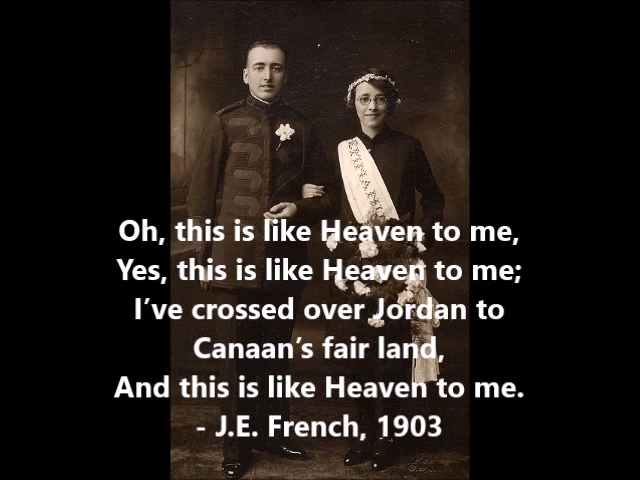 Oh, this is like Heaven to me,
Yes, this is like Heaven to me;
I’ve crossed over Jordan to
Canaan’s fair land,
And this is like Heaven to me.
- J.E. French, 1903